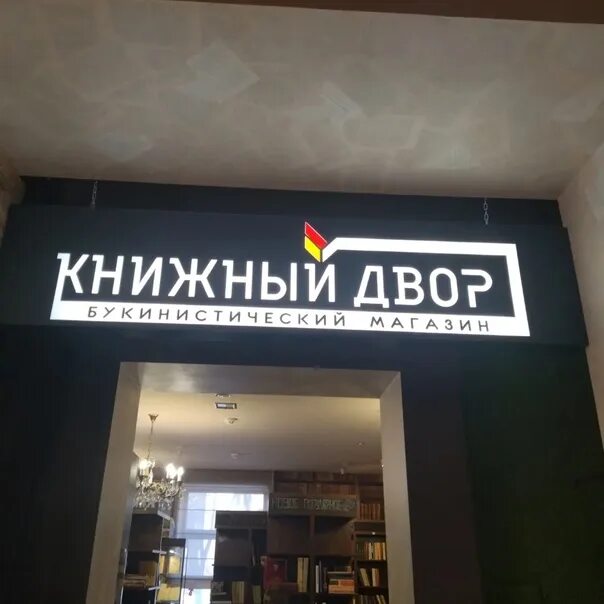 КНИЖНЫЙ ДВОР
БУКИНИСТИЧЕСКИЙ МАГАЗИН